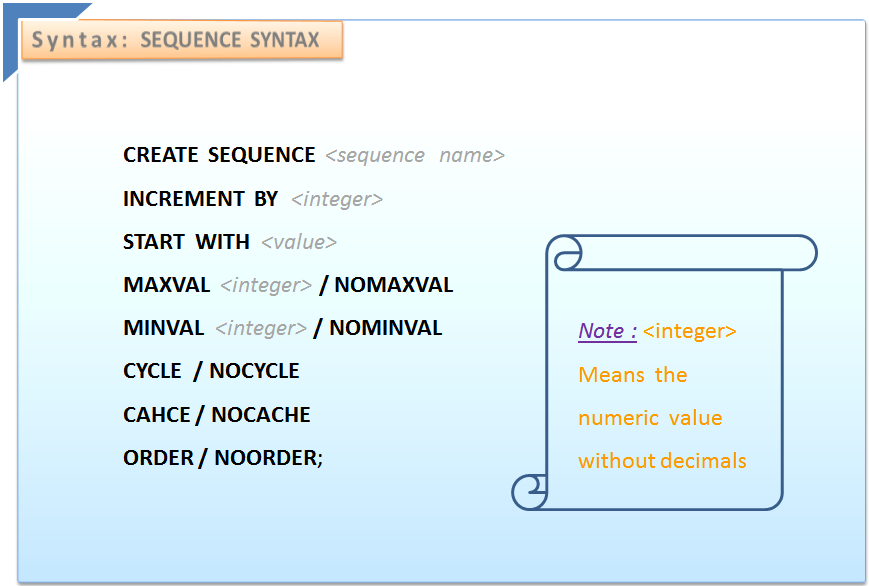 Syntax: SEQUENCE SYNTAX
CREATE SEQUENCE <sequence name>
INCREMENT BY <integer>
START WITH <value>
MAXVAL <integer> / NOMAXVAL
MINVAL <integer> / NOMINVAL
CYCLE / NOCYCLE
CAHCE / NOCACHE
ORDER / NOORDER;
Note : <integer>
Means the
numeric value
without decimals